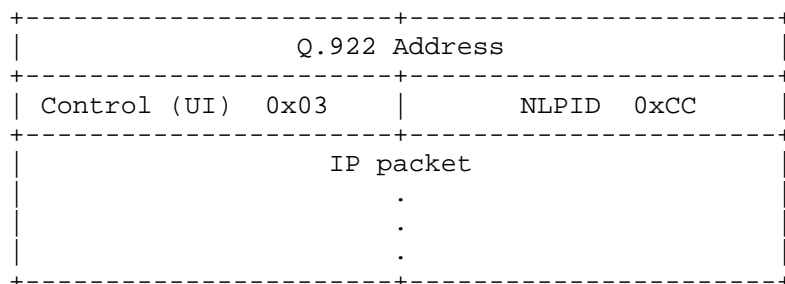 Q.922 Address
Control (UI) 0x03 NLPID 0xCC
IP packet
.
.
.